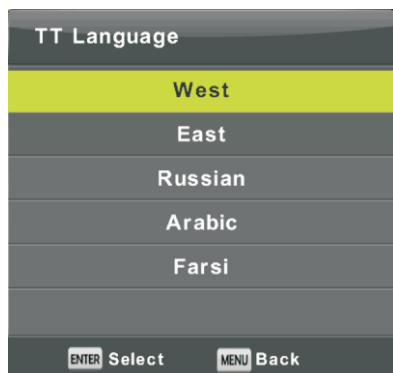 TT Language
West
East
Russian
Arabic
Farsi
ENTER Select MENU Back